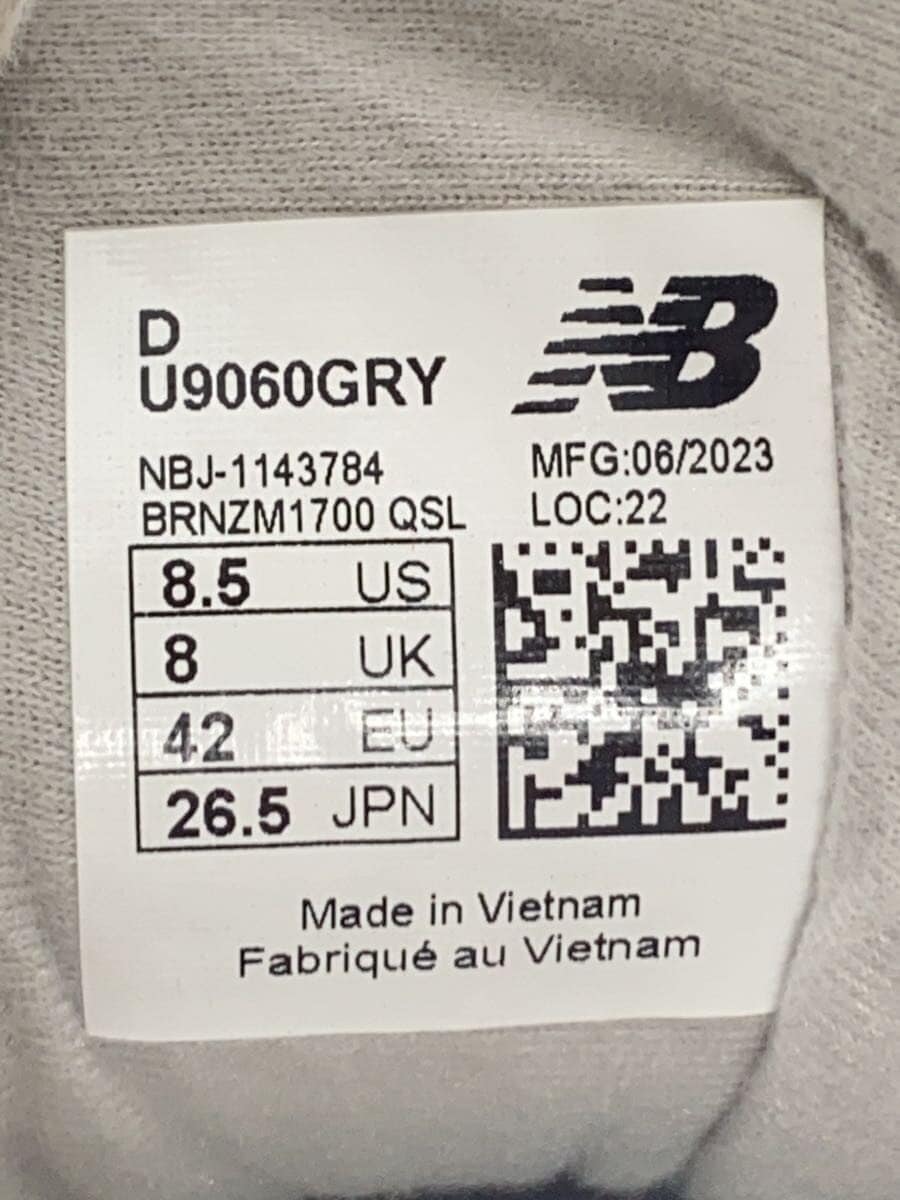 D
U9060GRY
NB
NBJ-1143784
MFG:06/2023
BRNZM1700 QSL
LOC:22
8.5 US
8 UK
42 EU
26.5 JPN
Made in Vietnam
Fabriqué au Vietnam